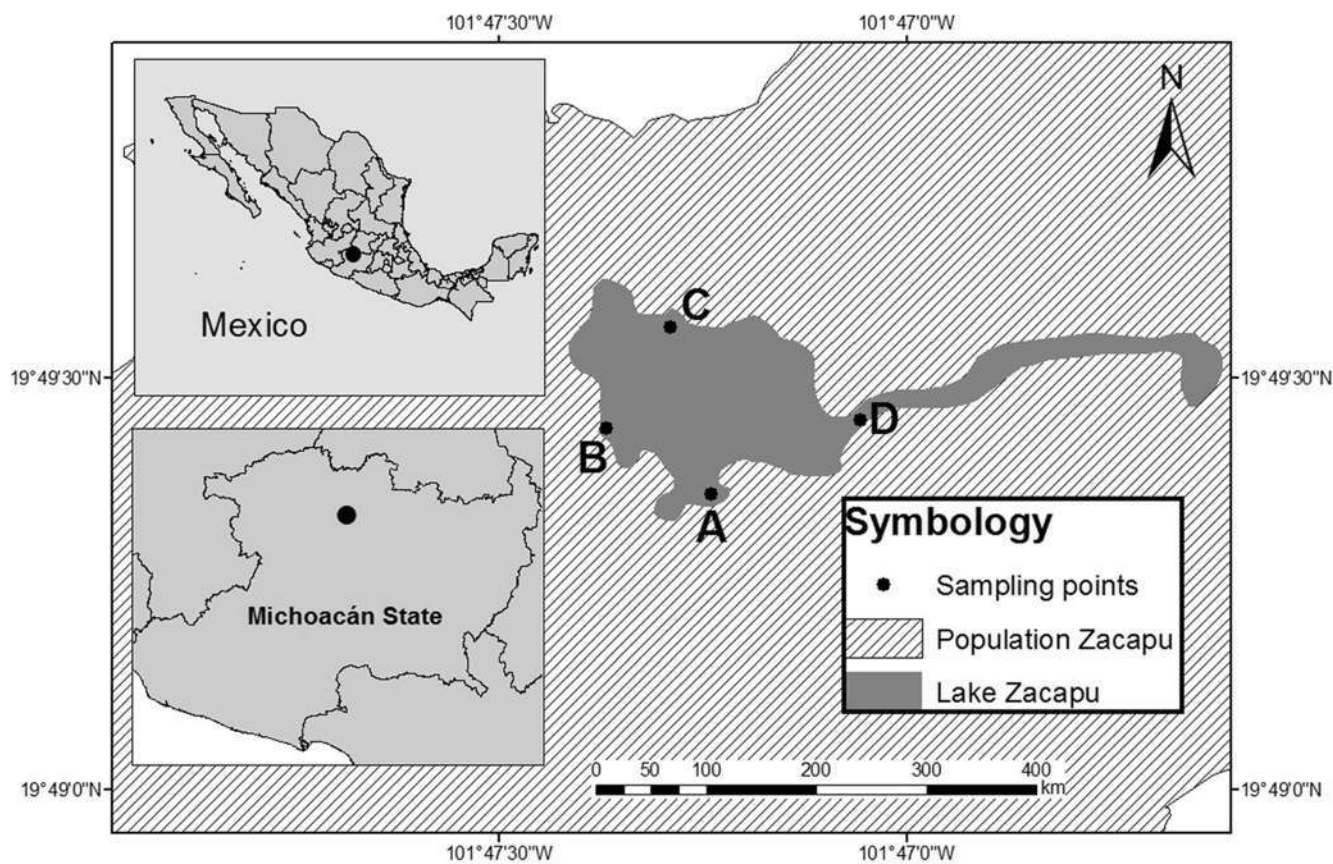 101°47'30"W 101°47'0"W
N
Mexico
C
19°49'30"N 19°49'30"N
D
B
A
Symbology
Sampling points
Michoacán State
Population Zacapu
Lake Zacapu
0 50 100 200 300 400
km
19°49'0"N 19°49'0"N
101°47'30"W 101°47'0"W